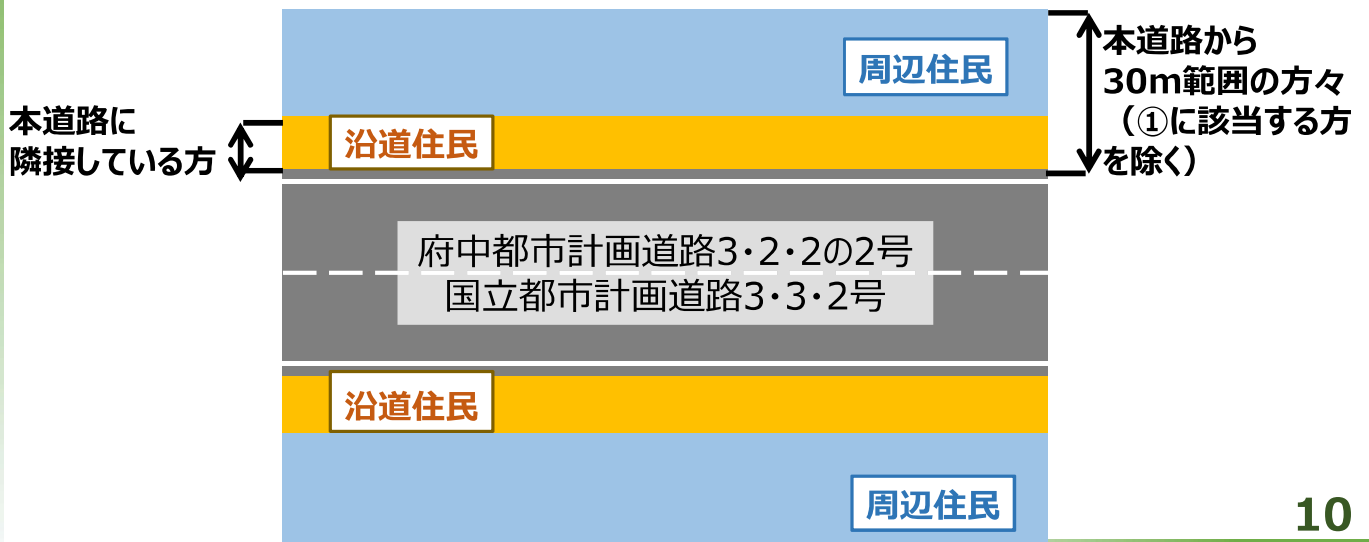 周辺住民
本道路から
30m範囲の方々
（①に該当する方
を除く）
本道路に
隣接している方
沿道住民
府中都市計画道路3・2・2の2号
国立都市計画道路3・3・2号
沿道住民
周辺住民
10